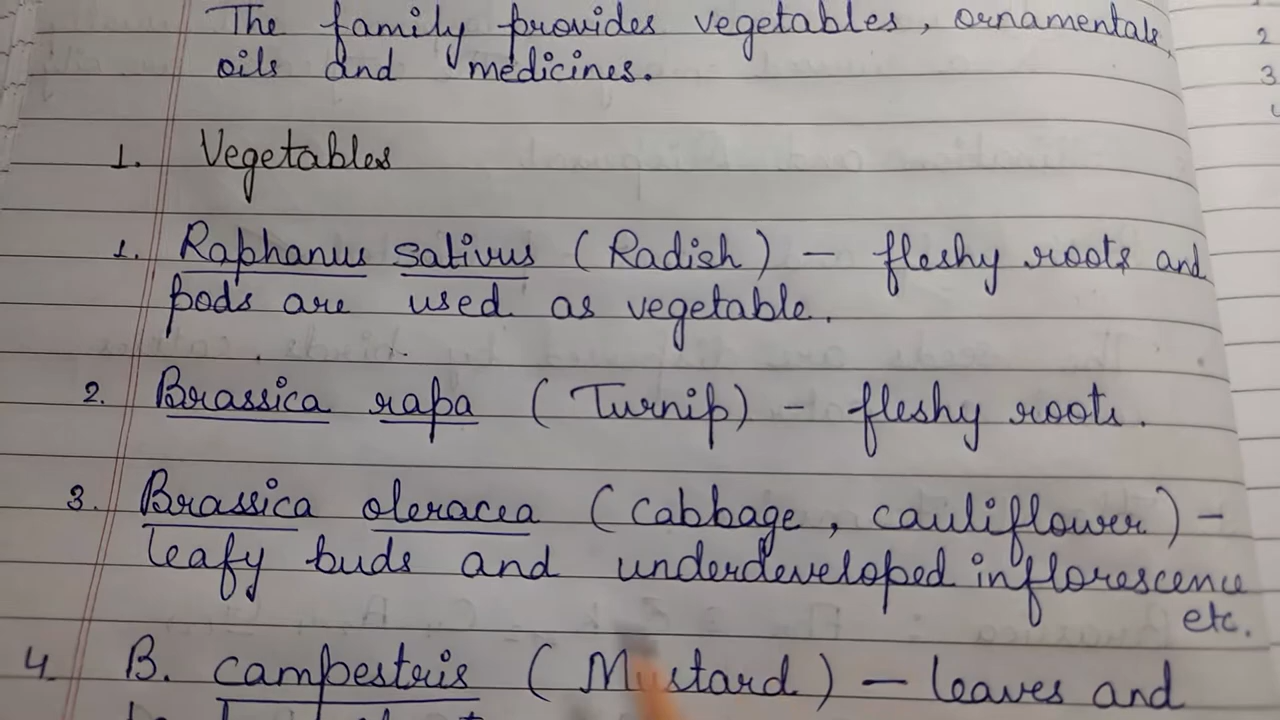 The family provides vegetables, ornamentals,
oils and medicines.
1. Vegetables
1. Raphanus sativus (Radish) - fleshy roots and
pods are used as vegetable.
2. Brassica rapa (Turnip) - fleshy roots.
3. Brassica oleracea (Cabbage, cauliflower) -
leafy buds and underdeveloped inflorescence
etc.
4. B. campestris (Mustard) - leaves and
2
3